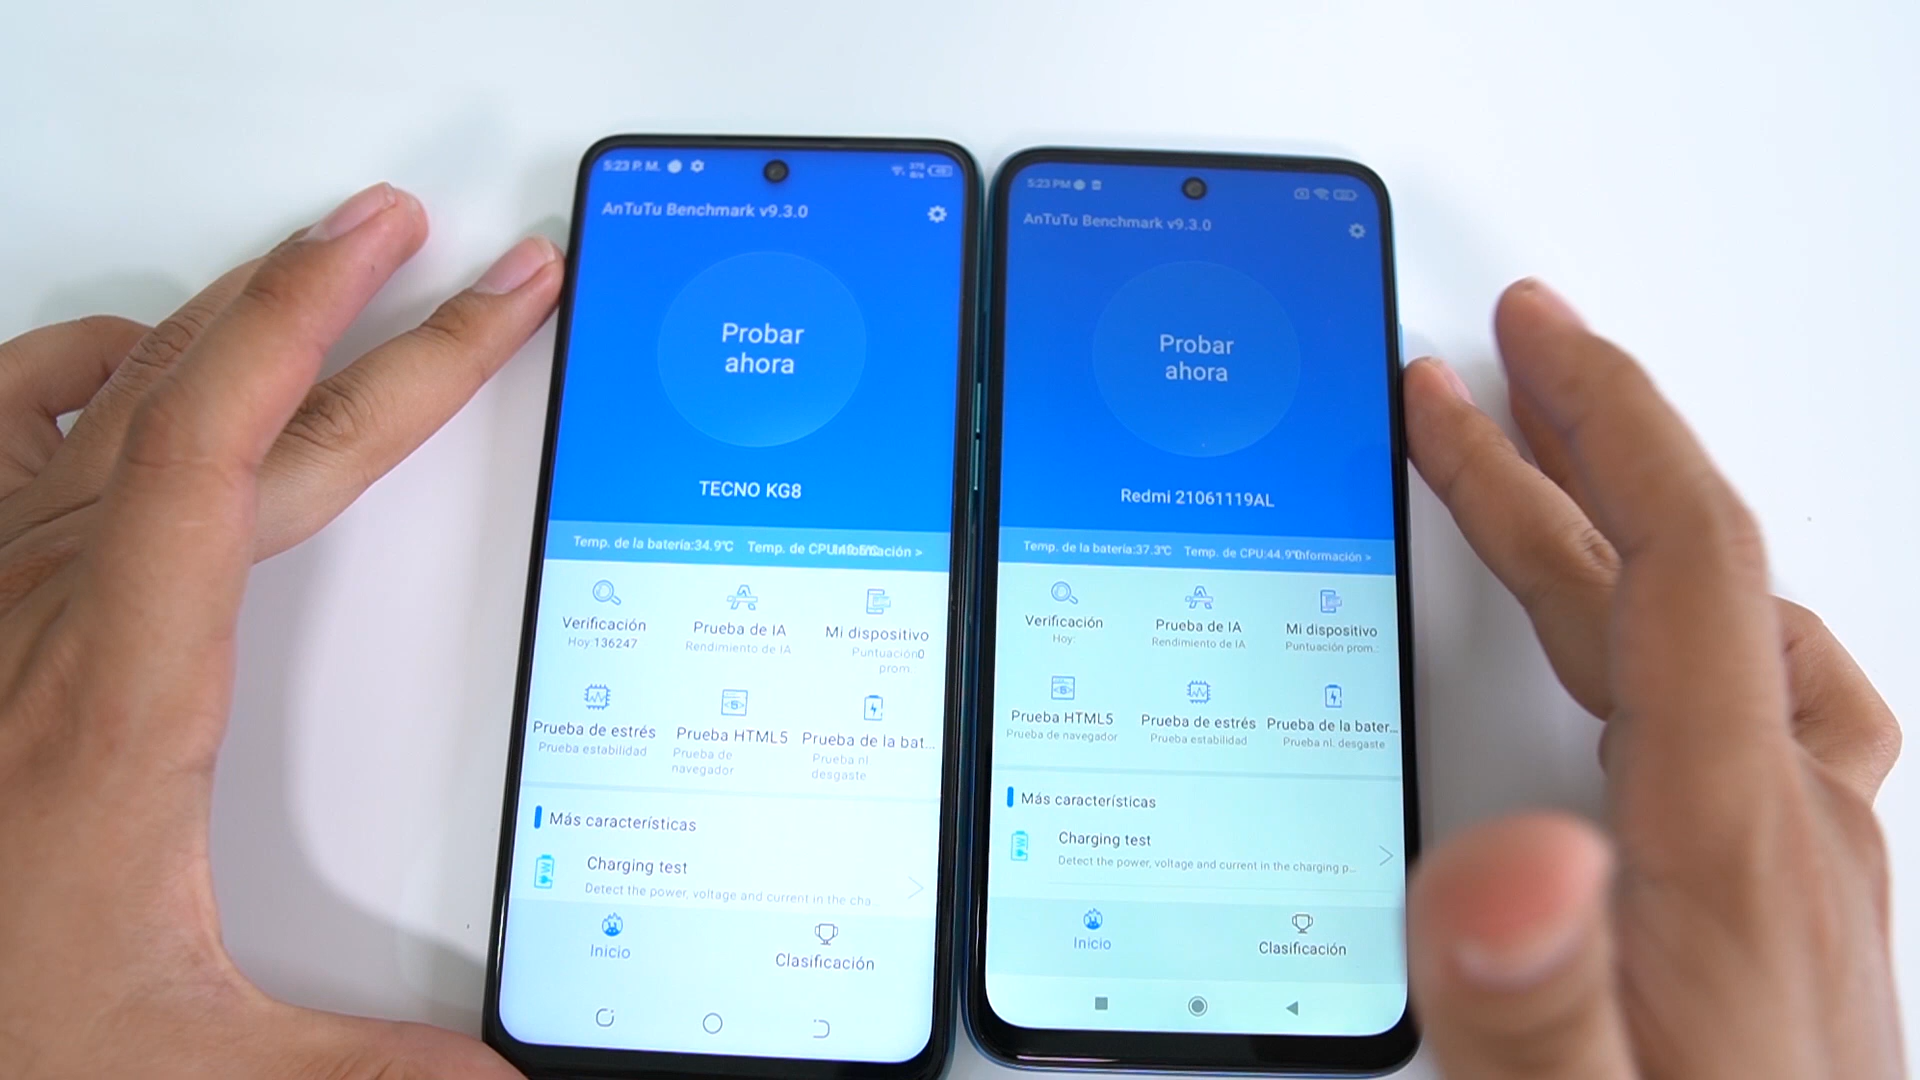 5:23 P. M.
AnTuTu Benchmark v9.3.0
Probar
ahora
TECNO KG8
Temp. de la batería:34.9℃ Temp. de CPU Información >
Verificación
Hoy:136247
Prueba de IA
Rendimiento de IA
Mi dispositivo
Puntuación0
prom.
Prueba de estrés
Prueba estabilidad
Prueba HTML5
Prueba de
navegador
Prueba de la bat...
Prueba nl.
desgaste
Más características
Charging test
Detect the power, voltage and current in the cha
Inicio
Clasificación
5:23 PM
AnTuTu Benchmark v9.3.0
Probar
ahora
Redmi 21061119AL
Temp. de la batería:37.3℃ Temp. de CPU:44.9℃ Información >
Verificación
Hoy:
Prueba de IA
Rendimiento de IA
Mi dispositivo
Puntuación prom.:
Prueba HTML5
Prueba de navegador
Prueba de estrés
Prueba estabilidad
Prueba de la bater...
Prueba nl. desgaste
Más características
Charging test
Detect the power, voltage and current in the charging p...
Inicio
Clasificación